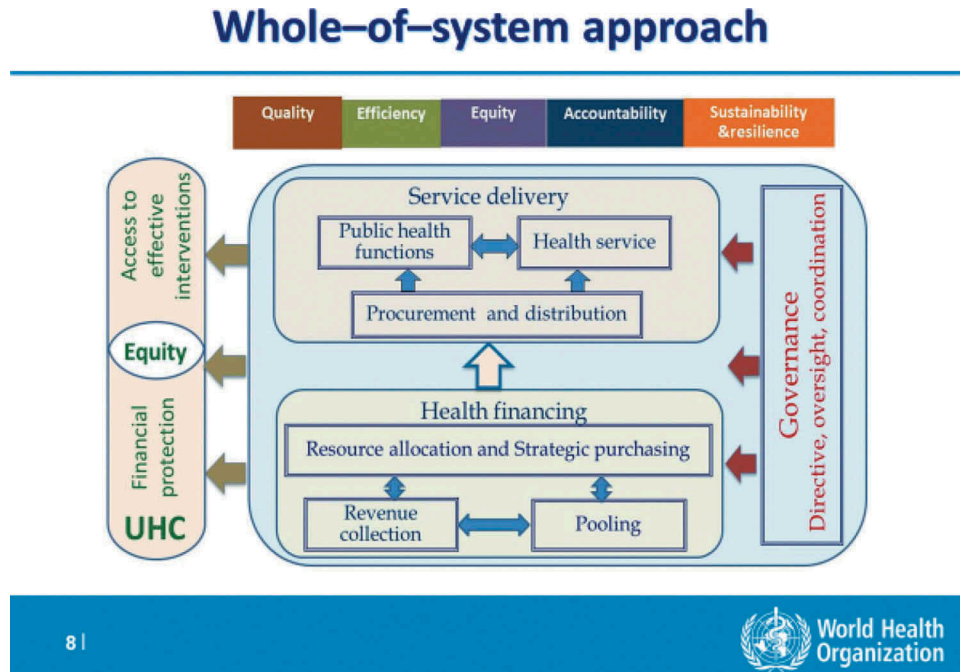 Whole–of–system approach
Quality
Efficiency
Equity
Accountability
Sustainability
&resilience
Access to
effective
interventions
Equity
Financial
protection
UHC
Service delivery
Public health
functions
Health service
Procurement and distribution
Health financing
Resource allocation and Strategic purchasing
Revenue
collection
Pooling
Governance
Directive, oversight, coordination
8 |
World Health
Organization